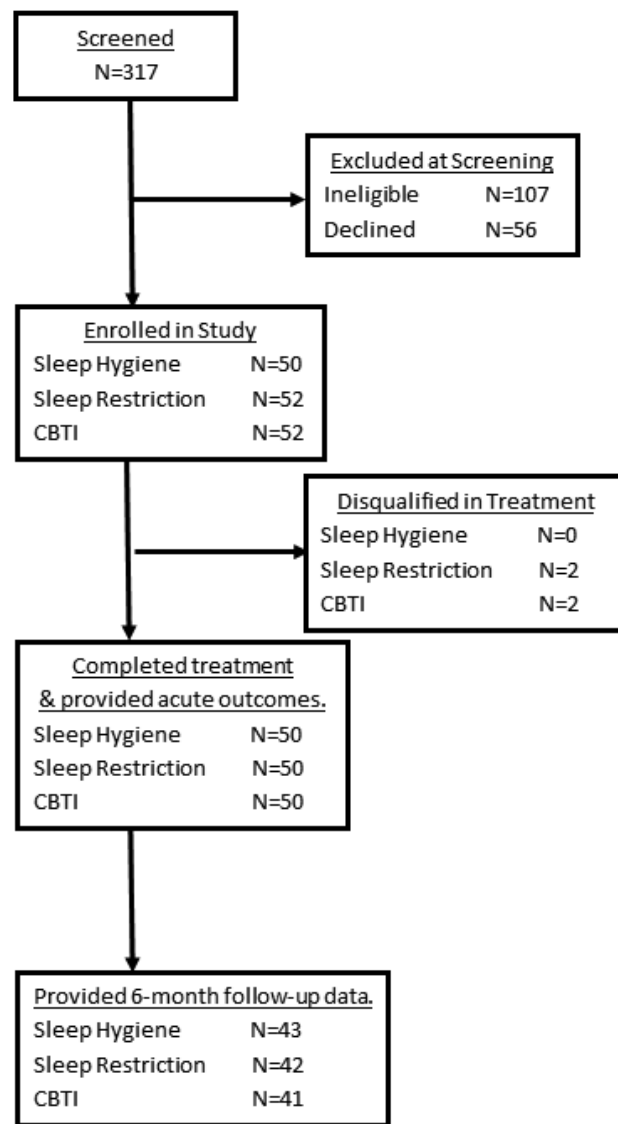 Screened
N=317
Excluded at Screening
Ineligible N=107
Declined N=56
Enrolled in Study
Sleep Hygiene N=50
Sleep Restriction N=52
CBTI N=52
Disqualified in Treatment
Sleep Hygiene N=0
Sleep Restriction N=2
CBTI N=2
Completed treatment
& provided acute outcomes.
Sleep Hygiene N=50
Sleep Restriction N=50
CBTI N=50
Provided 6-month follow-up data.
Sleep Hygiene N=43
Sleep Restriction N=42
CBTI N=41